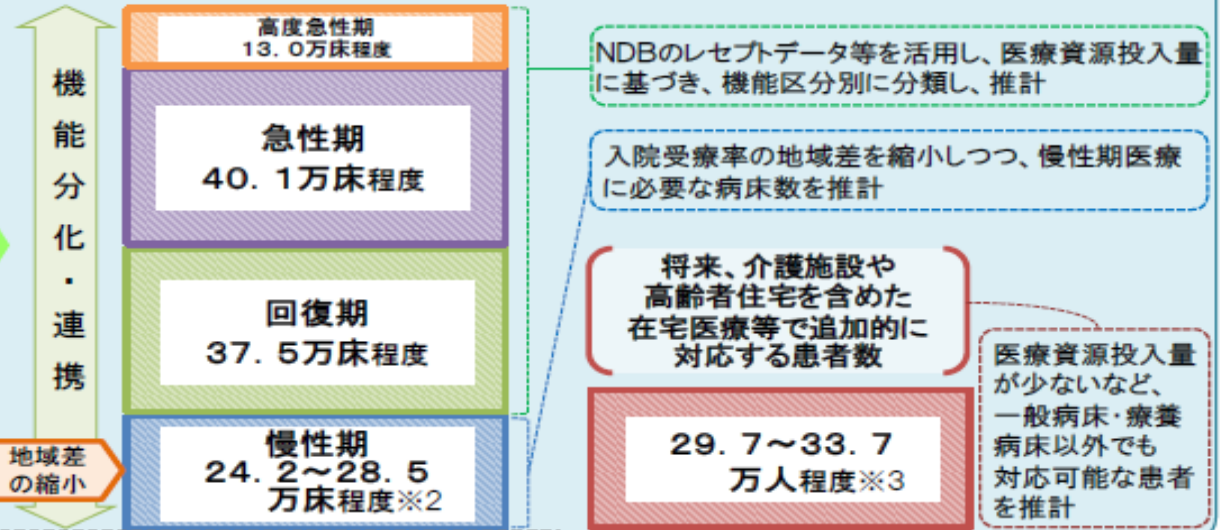 機能分化・連携
地域差
の縮小
高度急性期
13.0万床程度
急性期
40.1万床程度
回復期
37.5万床程度
慢性期
24.2～28.5
万床程度※2
NDBのレセプトデータ等を活用し、医療資源投入量
に基づき、機能区分別に分類し、推計
入院受療率の地域差を縮小しつつ、慢性期医療
に必要な病床数を推計
将来、介護施設や
高齢者住宅を含めた
在宅医療等で追加的に
対応する患者数
29.7～33.7
万人程度※3
医療資源投入量
が少ないなど、
一般病床・療養
病床以外でも
対応可能な患者
を推計